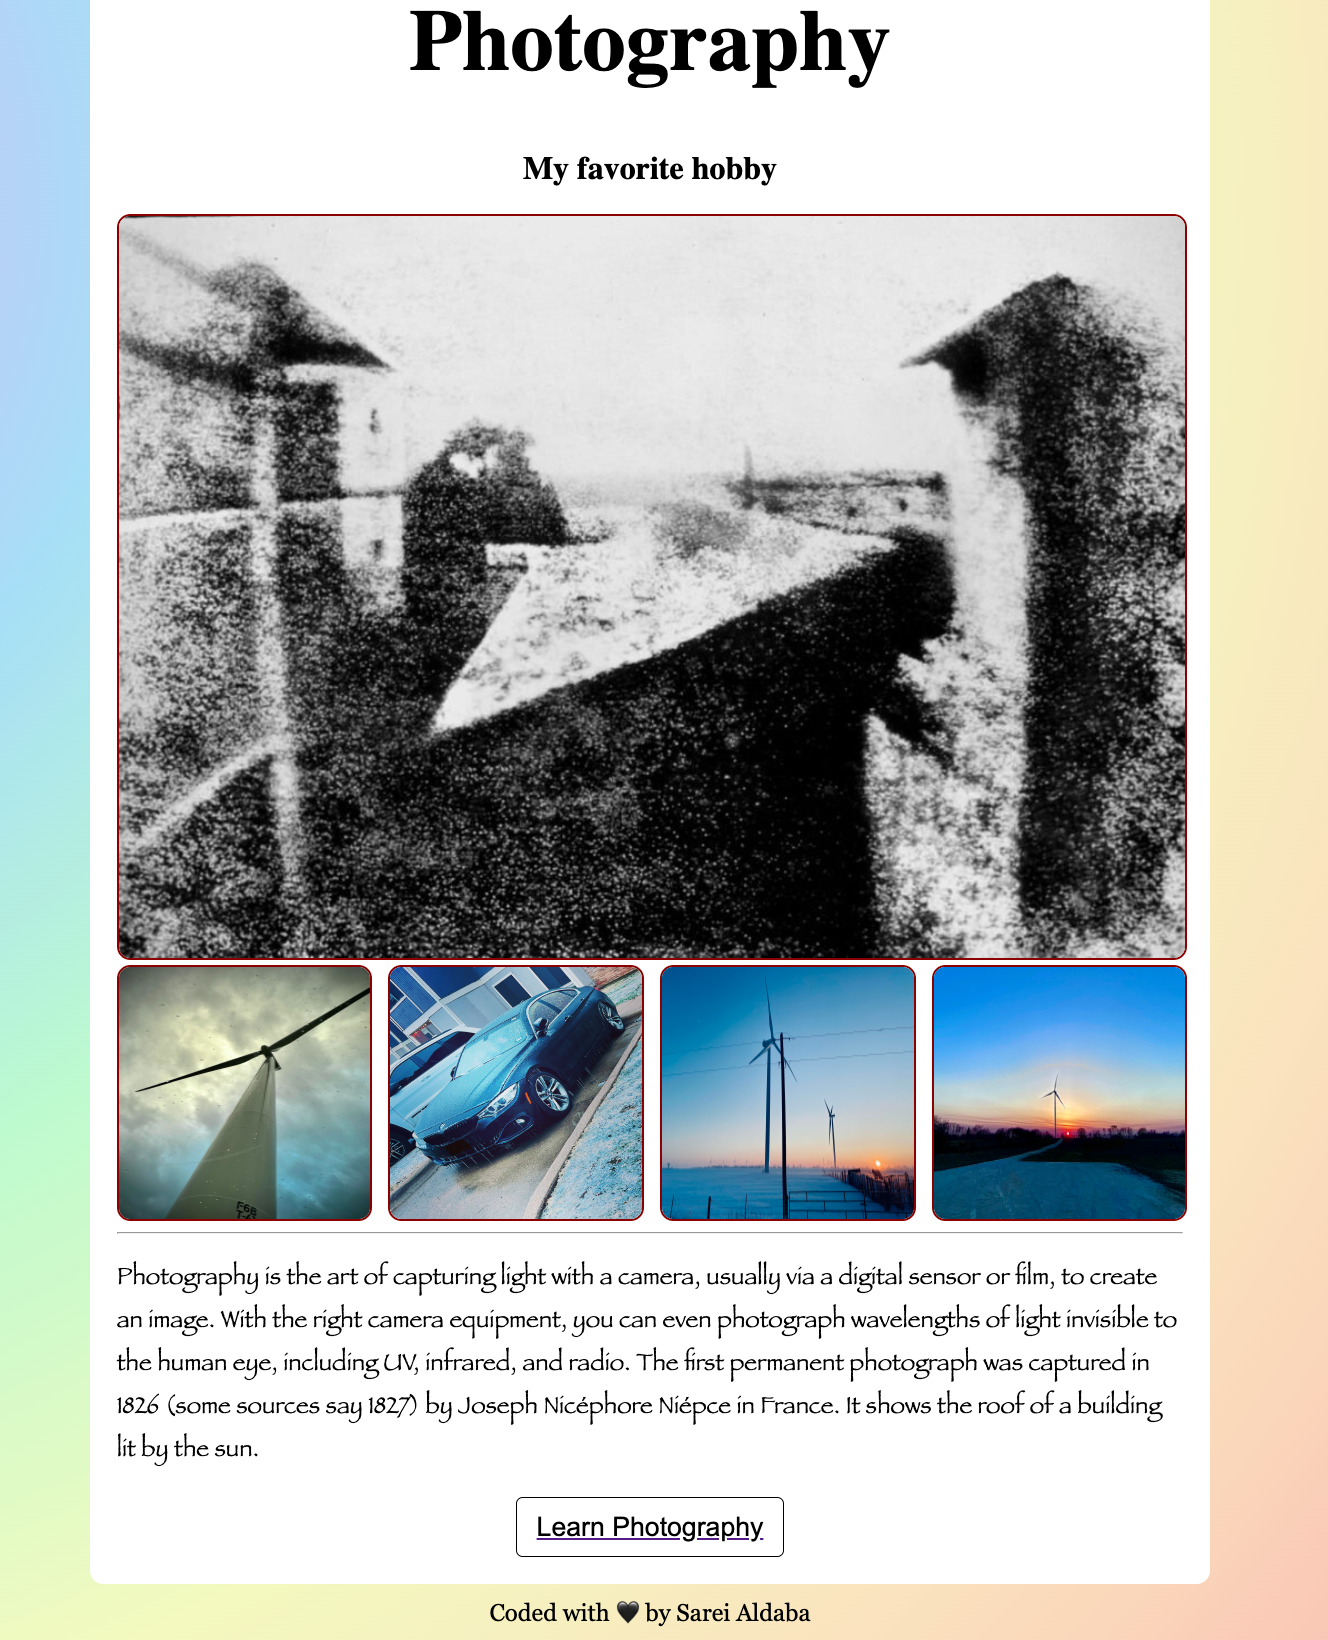 Photography
My favorite hobby
F6B
Photography is the art of capturing light with a camera, usually via a digital sensor or film, to create
an image. With the right camera equipment, you can even photograph wavelengths of light invisible to
the human eye, including UV, infrared, and radio. The first permanent photograph was captured in
1826 (some sources say 1827) by Joseph Nicéphore Niépce in France. It shows the roof of a building
lit by the sun.
Learn Photography
Coded with 🖤 by Sarei Aldaba